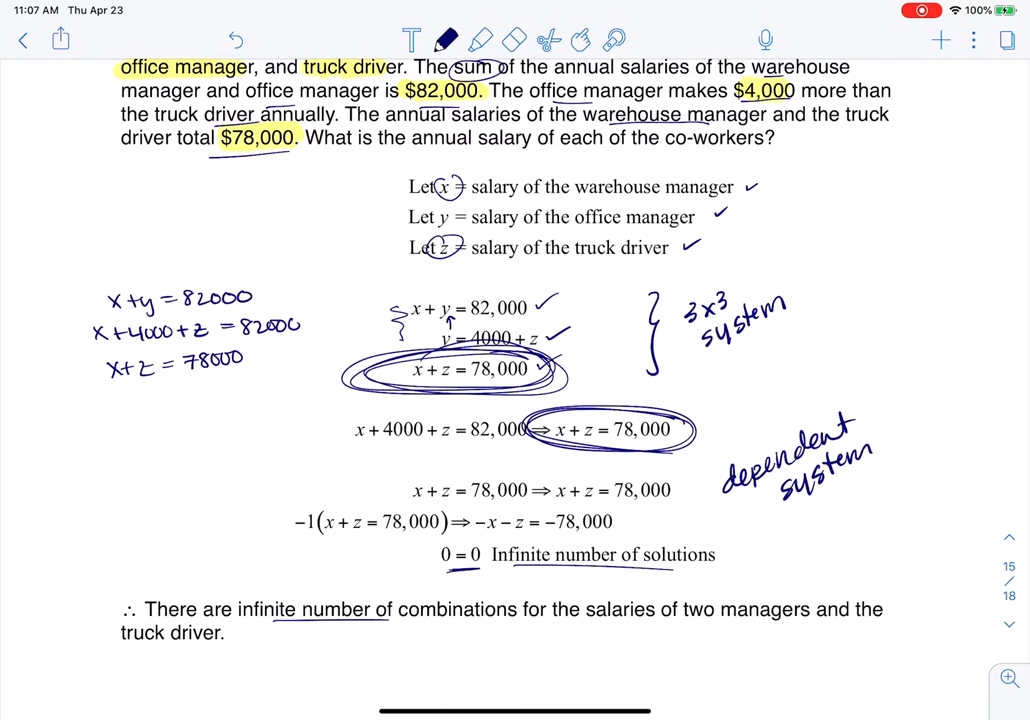 11:07 AM Thu Apr 23
100%
office manager, and truck driver. The sum of the annual salaries of the warehouse
manager and office manager is $82,000. The office manager makes $4,000 more than
the truck driver annually. The annual salaries of the warehouse manager and the truck
driver total $78,000. What is the annual salary of each of the co-workers?
Let x = salary of the warehouse manager ✓
Let y = salary of the office manager ✓
Let z = salary of the truck driver ✓
x+y = 82000
x+4000+z = 82000
x+z = 78000
x + y = 82,000 ✓
y = 4000 + z ✓
x + z = 78,000 ✓
3x3
system
x + 4000 + z = 82,000 ⇒ x + z = 78,000
dependent
system
x + z = 78,000 ⇒ x + z = 78,000
−1(x + z = 78,000) ⇒ −x − z = −78,000
0 = 0 Infinite number of solutions
∴ There are infinite number of combinations for the salaries of two managers and the
truck driver.
15
/
18